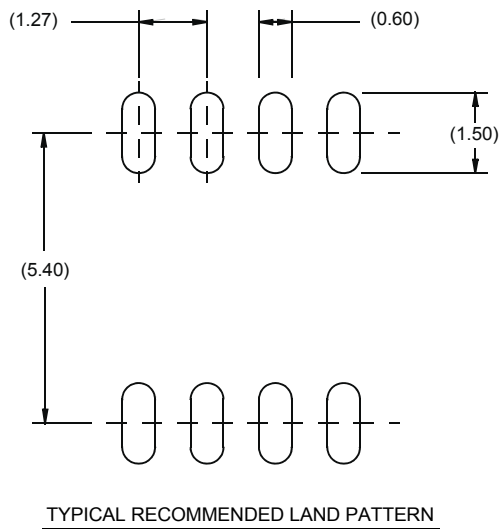 (1.27)
(0.60)
(1.50)
(5.40)
TYPICAL RECOMMENDED LAND PATTERN